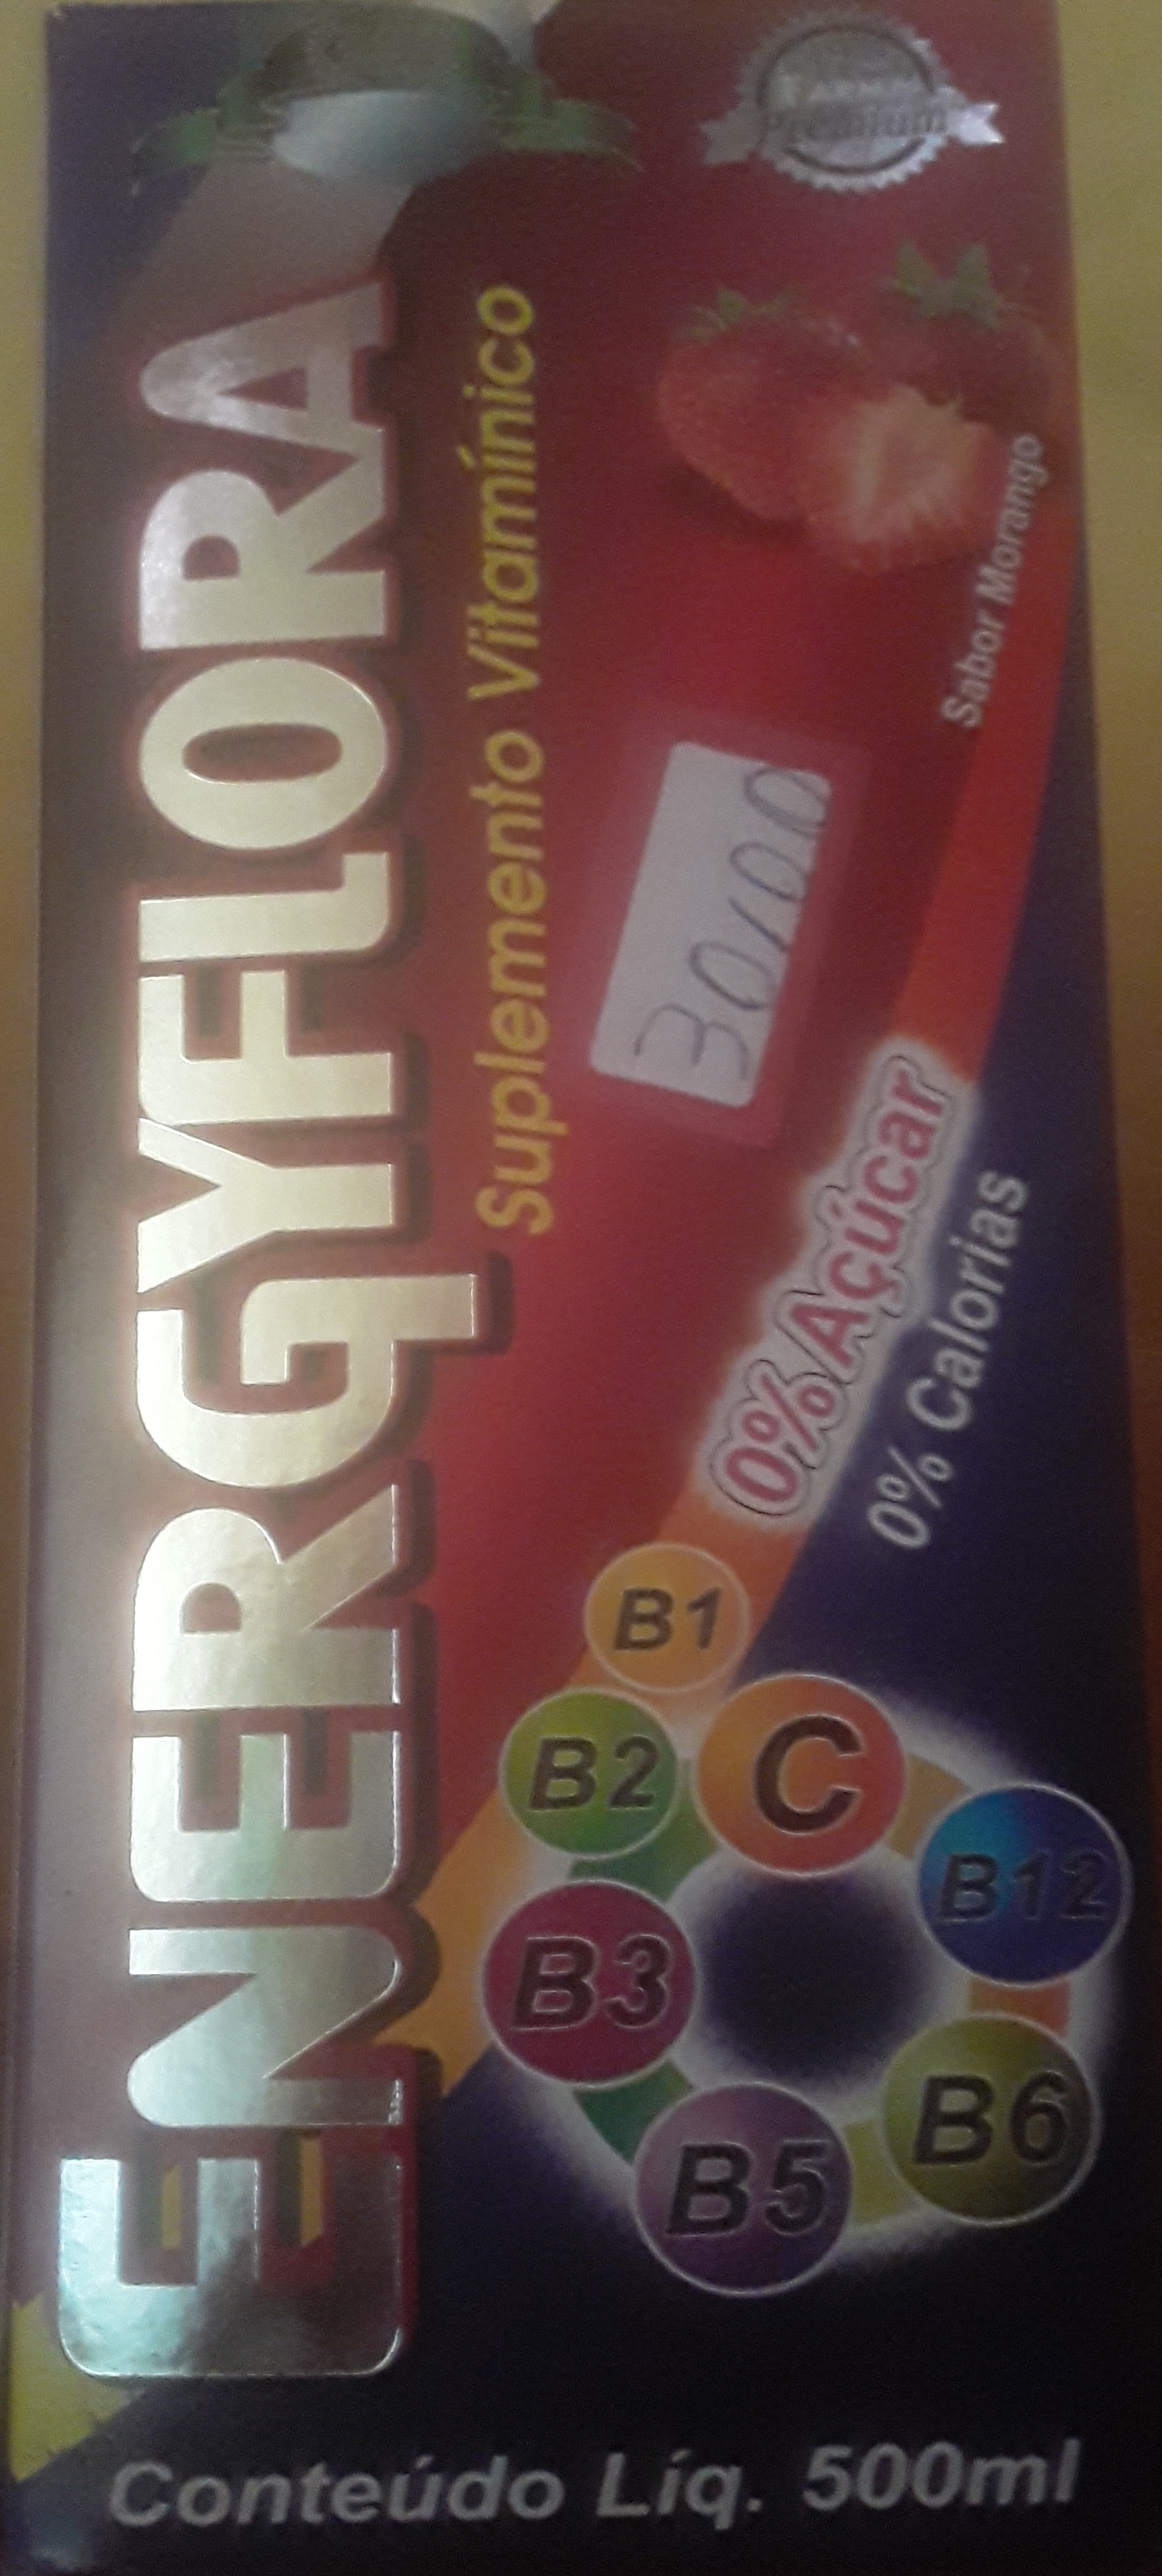 Premium
ENERGYFLORA
Suplemento Vitamínico
Sabor Morango
30,00
0% Açúcar
0% Calorias
B1
B2
C
B12
B3
B6
B5
Conteúdo Líq. 500ml